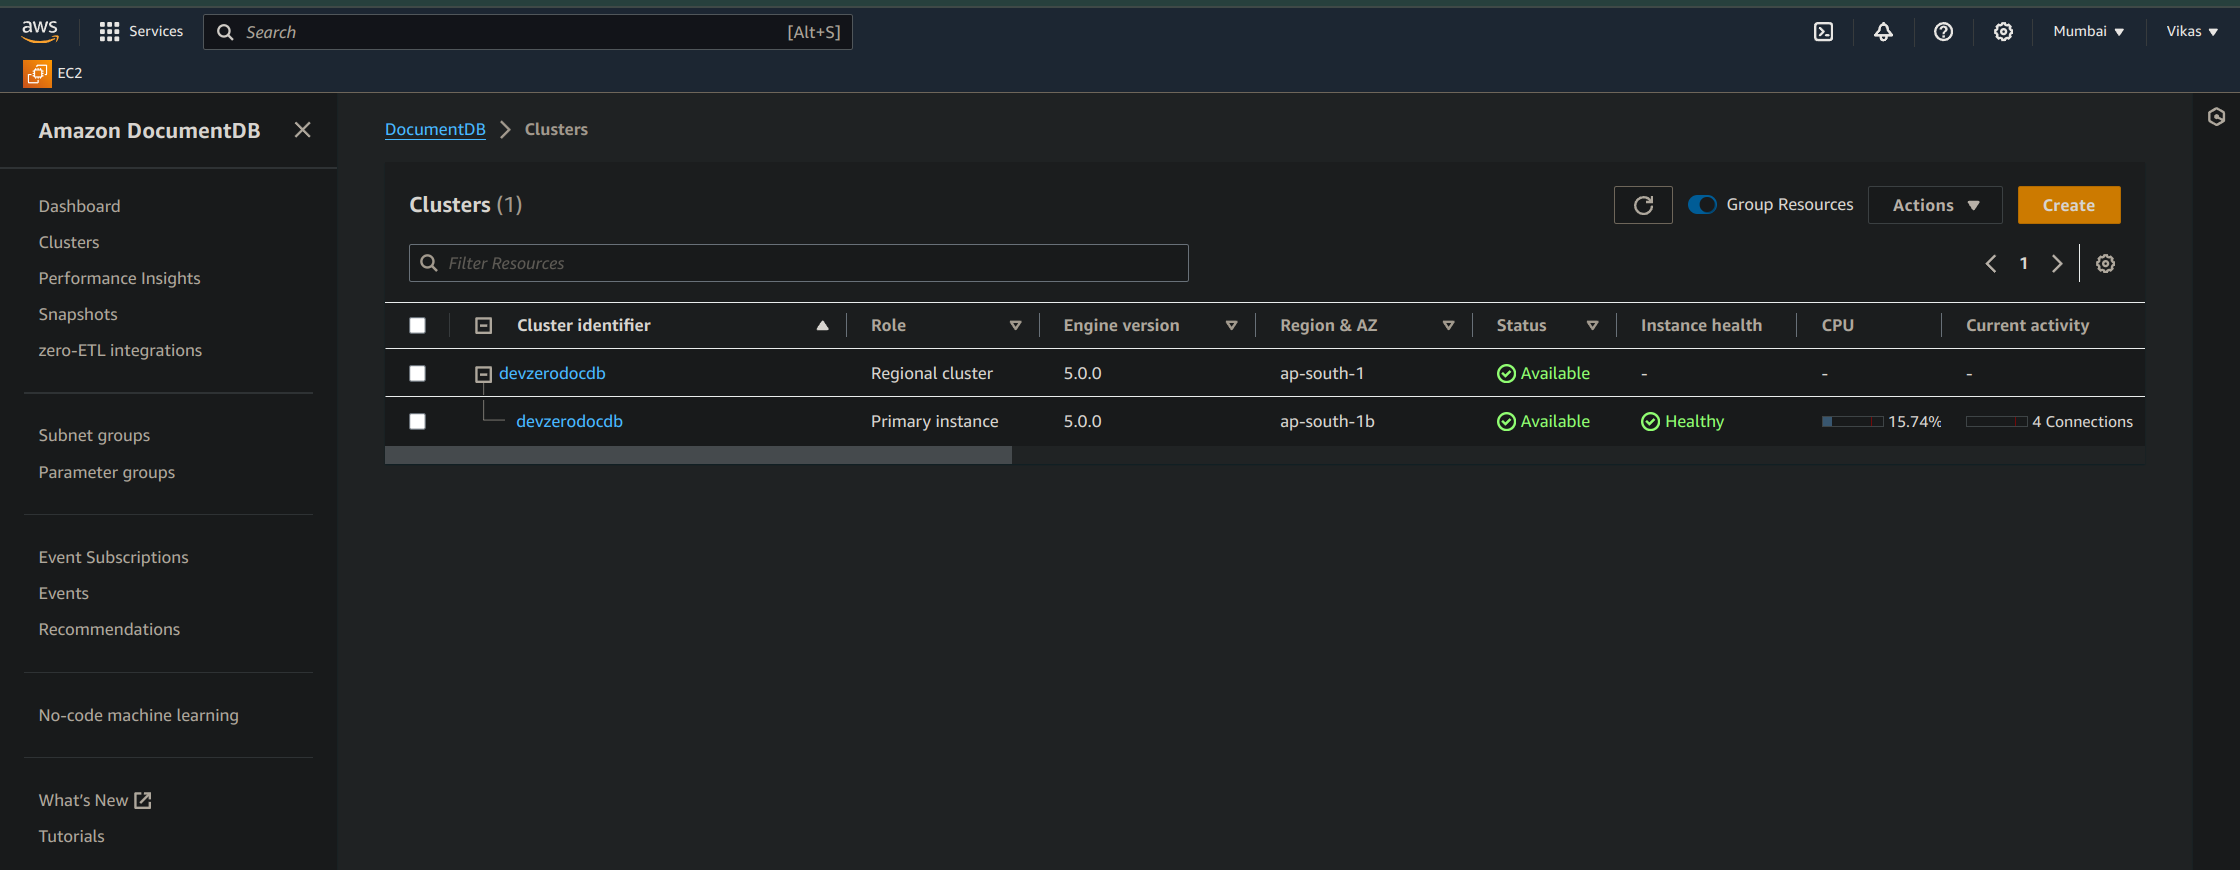 aws
Services
Search [Alt+S]
Mumbai
Vikas
EC2
Amazon DocumentDB
Dashboard
Clusters
Performance Insights
Snapshots
zero-ETL integrations
Subnet groups
Parameter groups
Event Subscriptions
Events
Recommendations
No-code machine learning
What's New
Tutorials
DocumentDB > Clusters
Clusters (1)
Group Resources
Actions
Create
Filter Resources
1
Cluster identifier Role Engine version Region & AZ Status Instance health CPU Current activity
devzerodocdb Regional cluster 5.0.0 ap-south-1 Available - - -
devzerodocdb Primary instance 5.0.0 ap-south-1b Available Healthy 15.74% 4 Connections